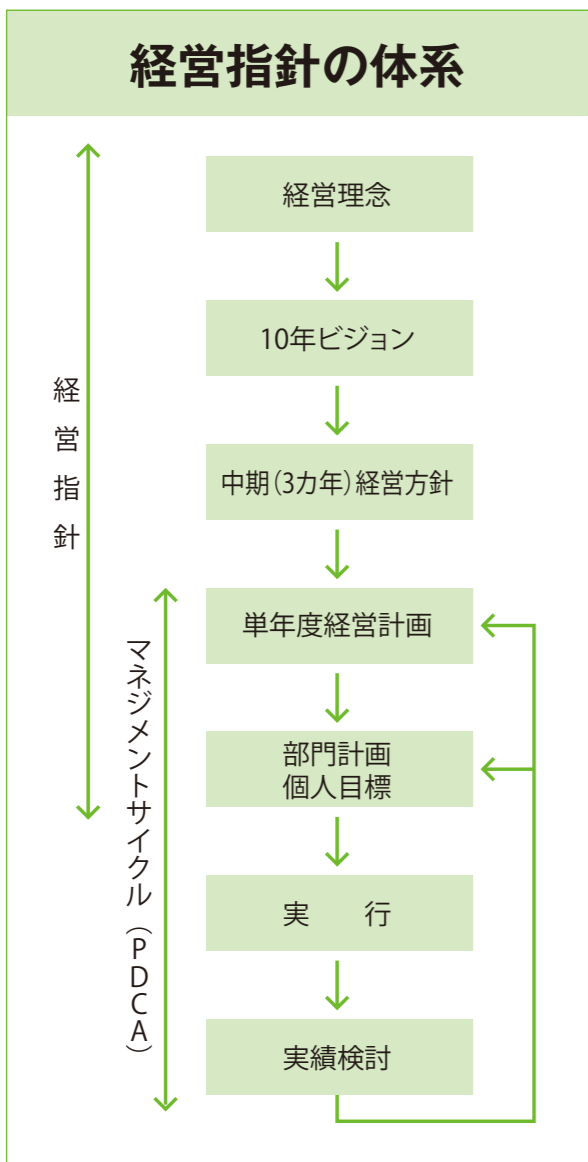 経営指針の体系
経営理念
10年ビジョン
中期(3カ年)経営方針
経営指針
単年度経営計画
マネジメントサイクル(PDCA)
部門計画
個人目標
実　　行
実績検討